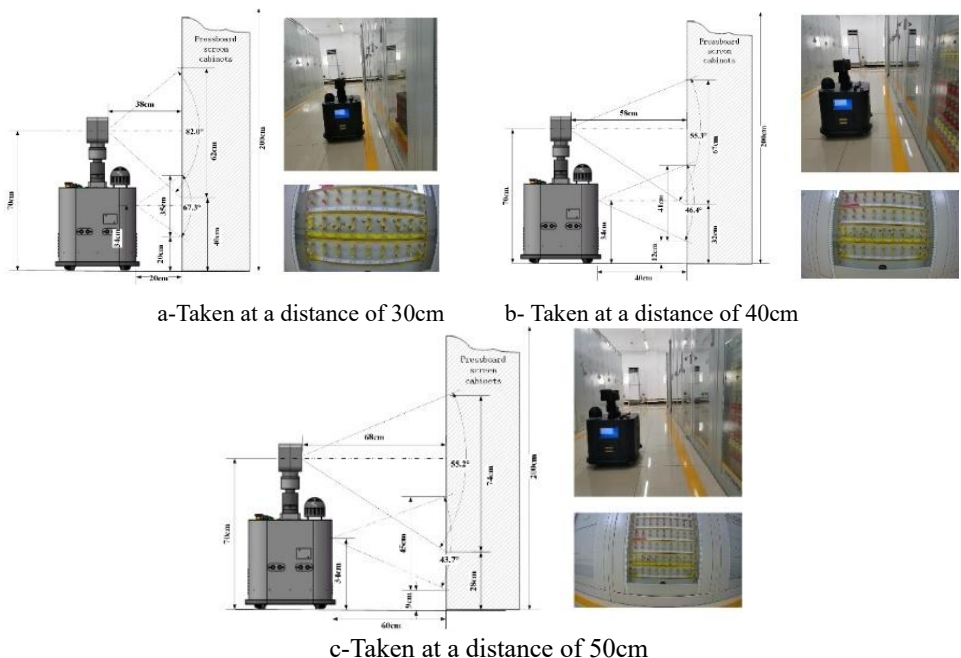 Pressboard
screen
cabinets
38cm
82.0°
62cm
200cm
70cm
67.3°
35cm
34cm
20cm
40cm
20cm
Pressboard
screen
cabinets
58cm
55.3°
67cm
200cm
70cm
46.4°
41cm
34cm
12cm
32cm
40cm
a-Taken at a distance of 30cm
b- Taken at a distance of 40cm
Pressboard
screen
cabinets
68cm
55.2°
74cm
200cm
70cm
45cm
43.7°
34cm
9cm
28cm
60cm
c-Taken at a distance of 50cm